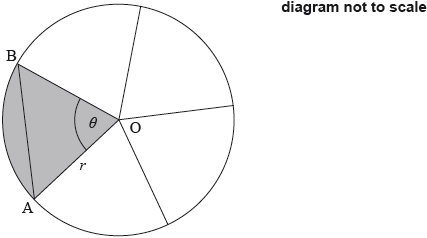 diagram not to scale
B
θ
O
r
A